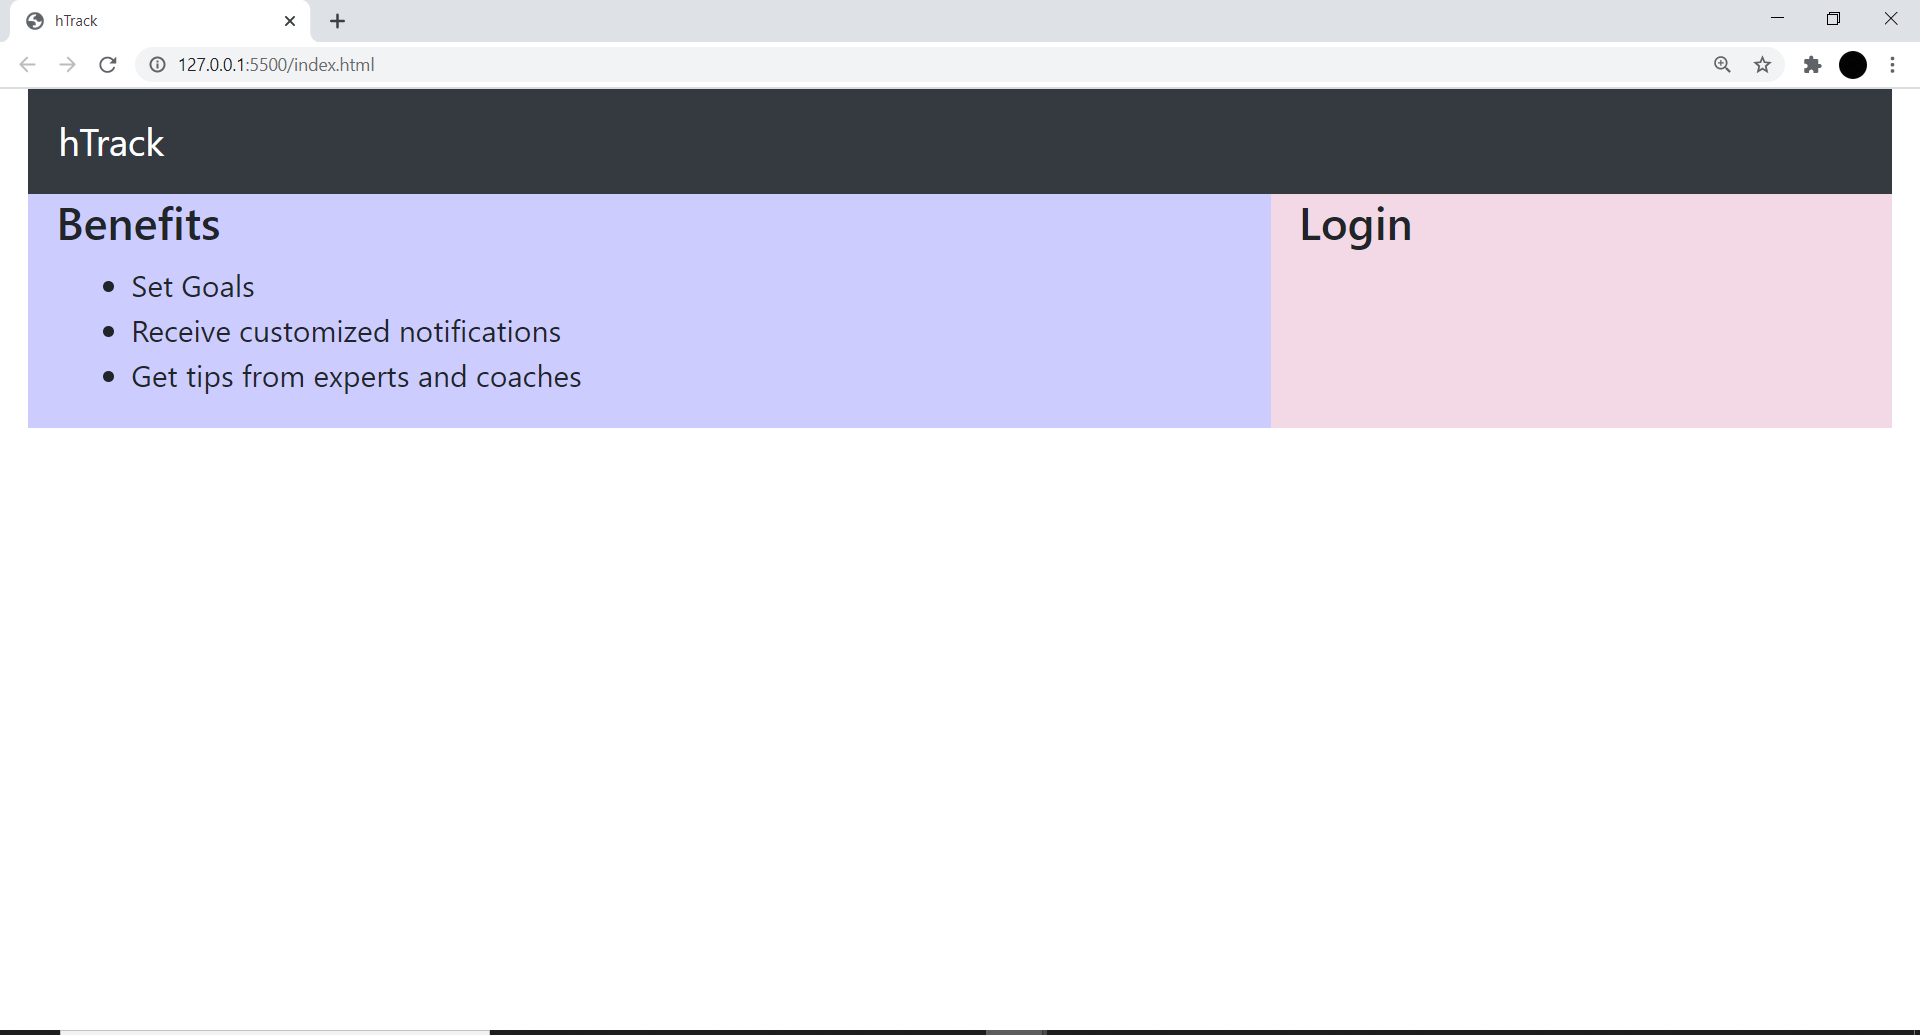 hTrack
127.0.0.1:5500/index.html
hTrack
Benefits
Login
Set Goals
Receive customized notifications
Get tips from experts and coaches